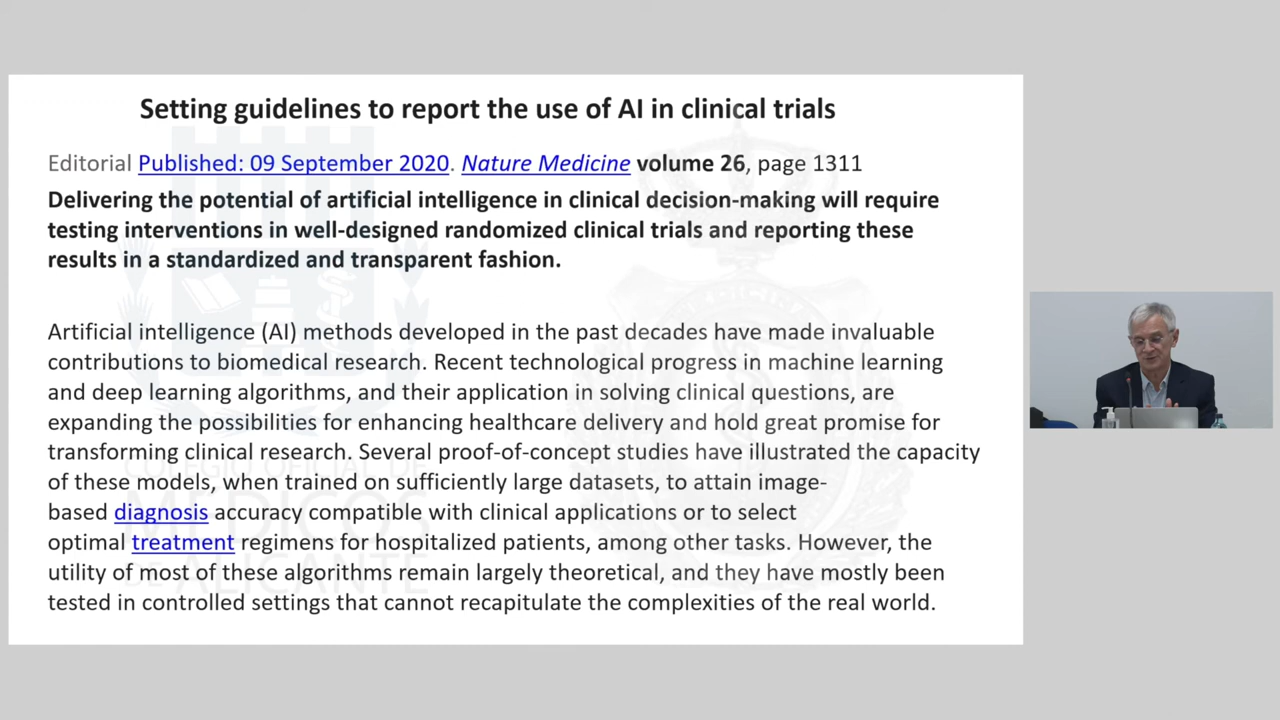 Setting guidelines to report the use of AI in clinical trials
Editorial Published: 09 September 2020. Nature Medicine volume 26, page 1311
Delivering the potential of artificial intelligence in clinical decision-making will require
testing interventions in well-designed randomized clinical trials and reporting these
results in a standardized and transparent fashion.
Artificial intelligence (AI) methods developed in the past decades have made invaluable
contributions to biomedical research. Recent technological progress in machine learning
and deep learning algorithms, and their application in solving clinical questions, are
expanding the possibilities for enhancing healthcare delivery and hold great promise for
transforming clinical research. Several proof-of-concept studies have illustrated the capacity
of these models, when trained on sufficiently large datasets, to attain image-
based diagnosis accuracy compatible with clinical applications or to select
optimal treatment regimens for hospitalized patients, among other tasks. However, the
utility of most of these algorithms remain largely theoretical, and they have mostly been
tested in controlled settings that cannot recapitulate the complexities of the real world.
COLEGIO OFICIAL DE
MÉDICOS
DE ALICANTE